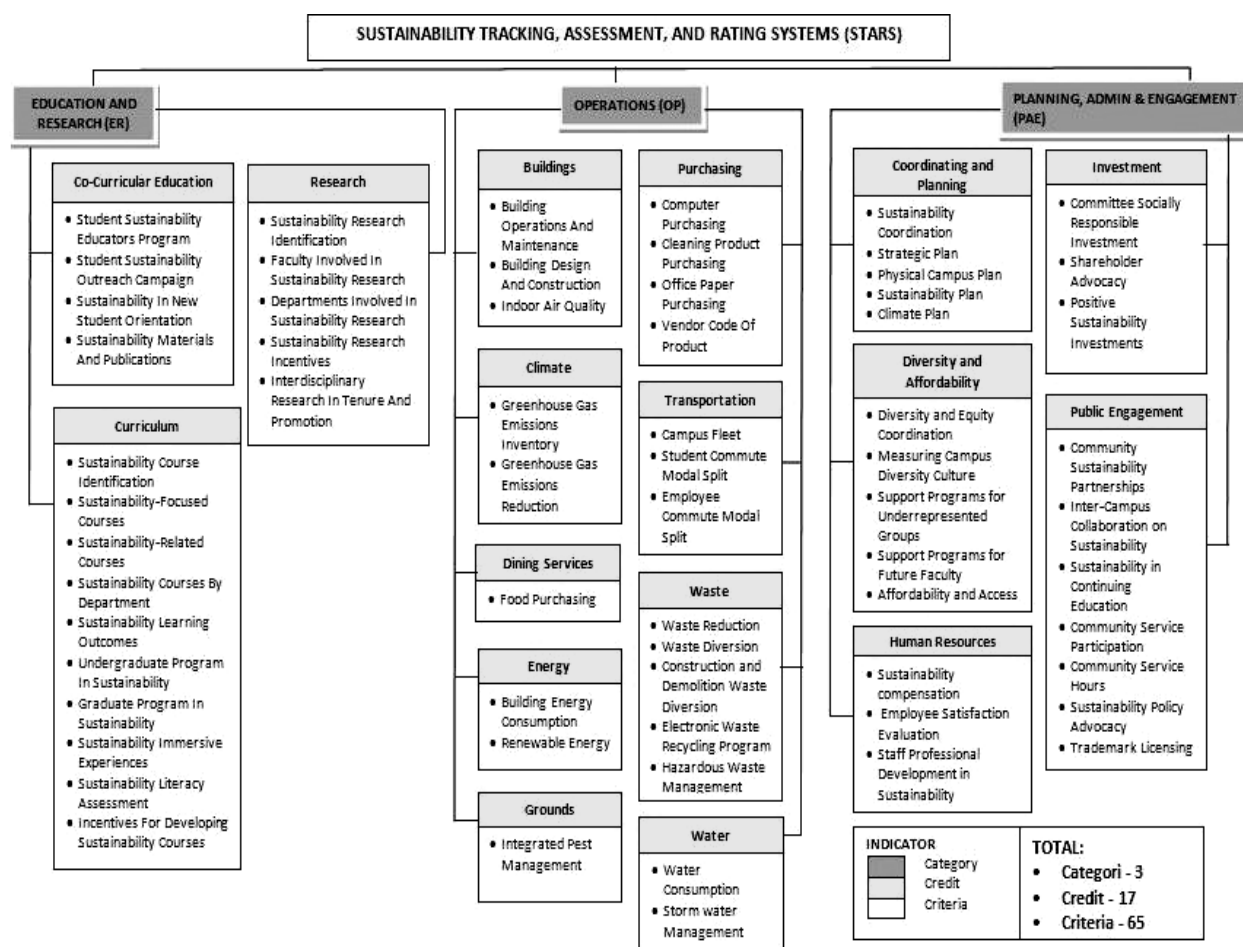 SUSTAINABILITY TRACKING, ASSESSMENT, AND RATING SYSTEMS (STARS)
EDUCATION AND
RESEARCH (ER)
Co-Curricular Education
• Student Sustainability
Educators Program
• Student Sustainability
Outreach Campaign
• Sustainability In New
Student Orientation
• Sustainability Materials
And Publications
Curriculum
• Sustainability Course
Identification
• Sustainability-Focused
Courses
• Sustainability-Related
Courses
• Sustainability Courses By
Department
• Sustainability Learning
Outcomes
• Undergraduate Program
In Sustainability
• Graduate Program In
Sustainability
• Sustainability Immersive
Experiences
• Sustainability Literacy
Assessment
• Incentives For Developing
Sustainability Courses
Research
• Sustainability Research
Identification
• Faculty Involved In
Sustainability Research
• Departments Involved In
Sustainability Research
• Sustainability Research
Incentives
• Interdisciplinary
Research In Tenure And
Promotion
OPERATIONS (OP)
Buildings
• Building
Operations And
Maintenance
• Building Design
And Construction
• Indoor Air Quality
Climate
• Greenhouse Gas
Emissions
Inventory
• Greenhouse Gas
Emissions
Reduction
Dining Services
• Food Purchasing
Energy
• Building Energy
Consumption
• Renewable Energy
Grounds
• Integrated Pest
Management
Purchasing
• Computer
Purchasing
• Cleaning Product
Purchasing
• Office Paper
Purchasing
• Vendor Code Of
Product
Transportation
• Campus Fleet
• Student Commute
Modal Split
• Employee
Commute Modal
Split
Waste
• Waste Reduction
• Waste Diversion
• Construction and
Demolition Waste
Diversion
• Electronic Waste
Recycling Program
• Hazardous Waste
Management
Water
• Water
Consumption
• Storm water
Management
PLANNING, ADMIN & ENGAGEMENT
(PAE)
Coordinating and
Planning
• Sustainability
Coordination
• Strategic Plan
• Physical Campus Plan
• Sustainability Plan
• Climate Plan
Diversity and
Affordability
• Diversity and Equity
Coordination
• Measuring Campus
Diversity Culture
• Support Programs for
Underrepresented
Groups
• Support Programs for
Future Faculty
• Affordability and Access
Human Resources
• Sustainability
compensation
• Employee Satisfaction
Evaluation
• Staff Professional
Development in
Sustainability
Investment
• Committee Socially
Responsible
Investment
• Shareholder
Advocacy
• Positive
Sustainability
Investments
Public Engagement
• Community
Sustainability
Partnerships
• Inter-Campus
Collaboration on
Sustainability
• Sustainability in
Continuing
Education
• Community Service
Participation
• Community Service
Hours
• Sustainability Policy
Advocacy
• Trademark Licensing
INDICATOR
Category
Credit
Criteria
TOTAL:
• Categori - 3
• Credit - 17
• Criteria - 65